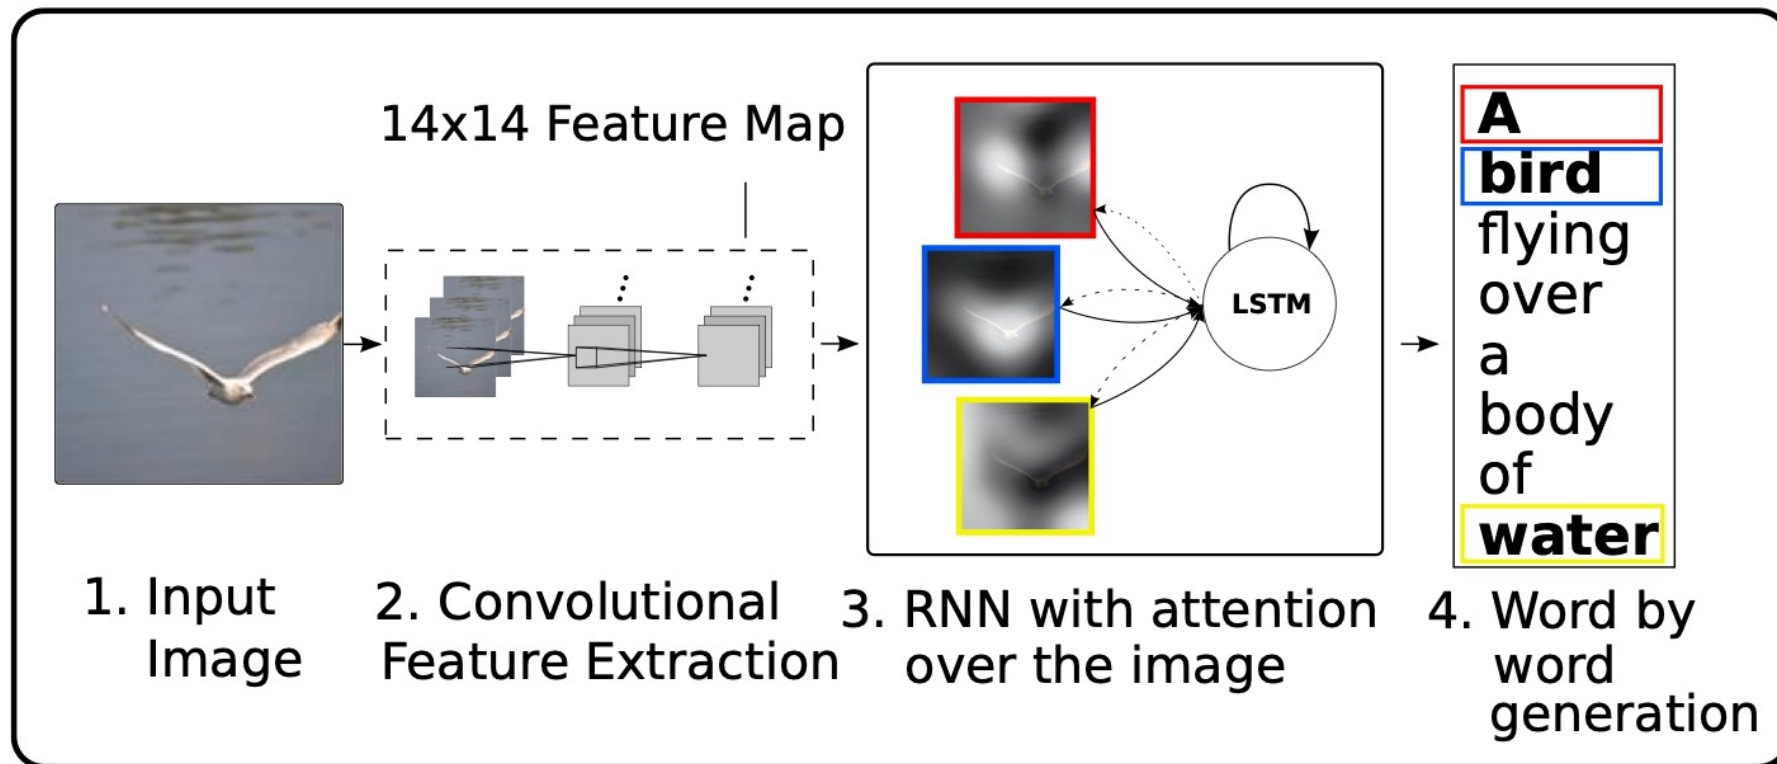 14x14 Feature Map
LSTM
A
bird
flying
over
a
body
of
water
1. Input
Image
2. Convolutional
Feature Extraction
3. RNN with attention
over the image
4. Word by
word
generation